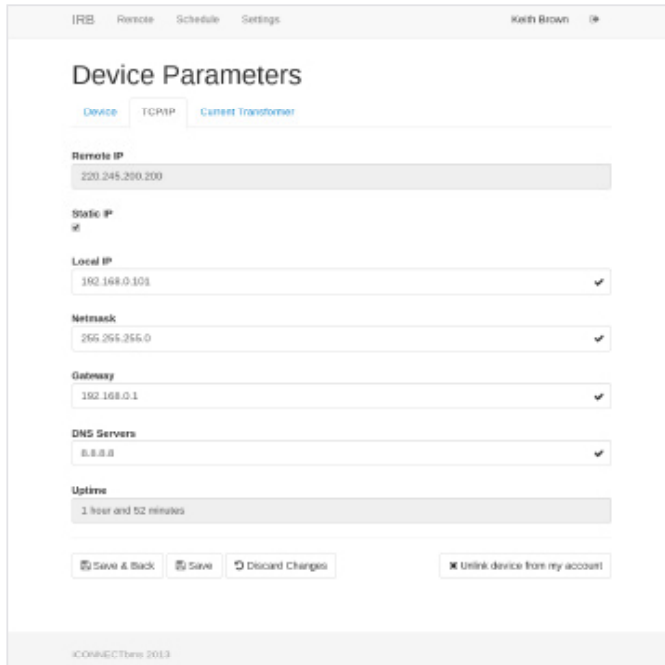 IRB Remote Schedule Settings Keith Brown
Device Parameters
Device TCP/IP Current Transformer
Remote IP
220.245.200.200
Static IP
Local IP
192.168.0.101
Netmask
255.255.255.0
Gateway
192.168.0.1
DNS Servers
8.8.8.8
Uptime
1 hour and 52 minutes
Save & Back Save Discard Changes Unlink device from my account
iCONNECTbms 2013